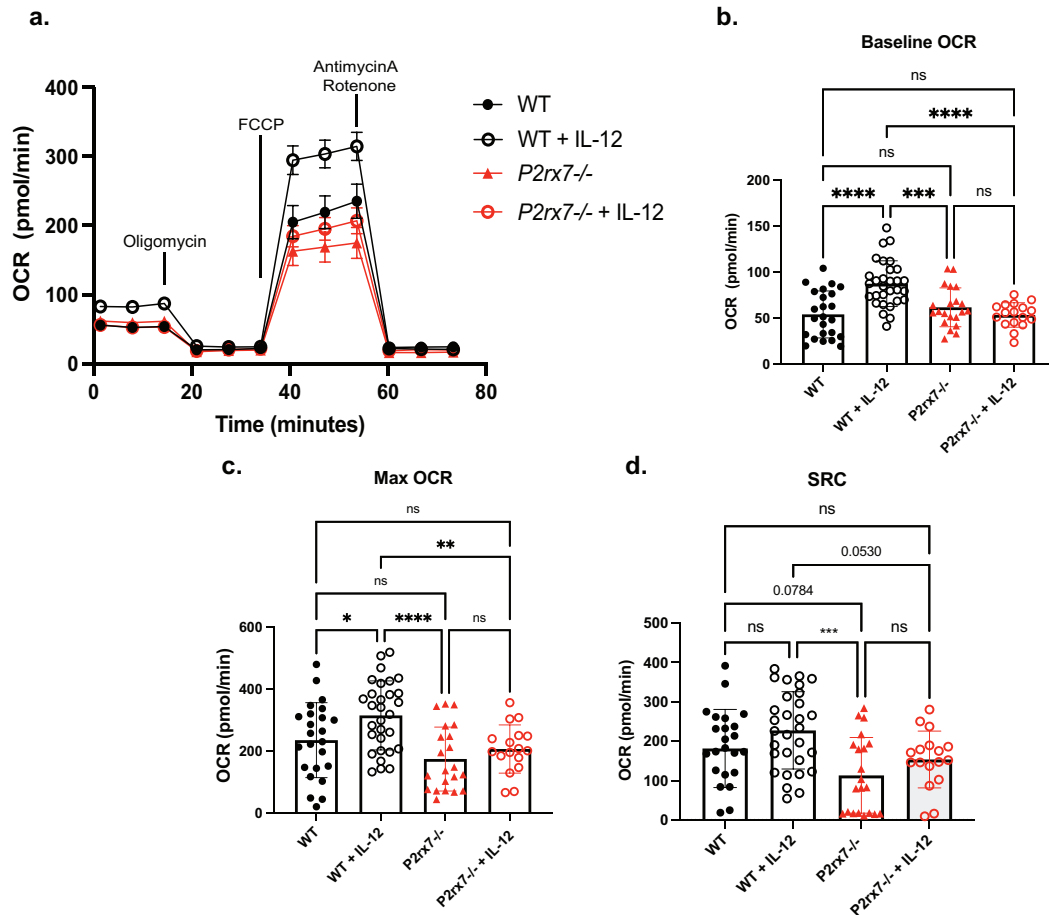 a.
AntimycinA
Rotenone
FCCP
Oligomycin
400
300
200
100
0
OCR (pmol/min)
0 20 40 60 80
Time (minutes)
WT
WT + IL-12
P2rx7-/-
P2rx7-/- + IL-12
b.
Baseline OCR
ns
****
ns
**** *** ns
200
150
100
50
0
OCR (pmol/min)
WT
WT + IL-12
P2rx7-/-
P2rx7-/- + IL-12
c.
Max OCR
ns
**
ns
* **** ns
600
400
200
0
OCR (pmol/min)
WT
WT + IL-12
P2rx7-/-
P2rx7-/- + IL-12
d.
SRC
ns
0.0530
0.0784
ns *** ns
500
400
300
200
100
0
OCR (pmol/min)
WT
WT + IL-12
P2rx7-/-
P2rx7-/- + IL-12